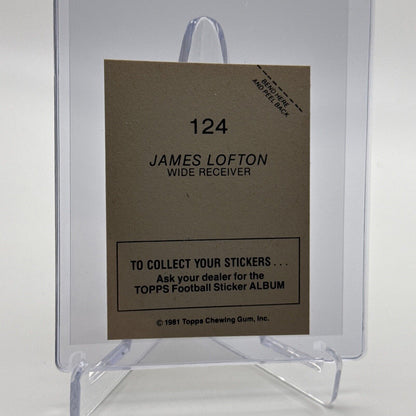 BEND HERE
AND PEEL BACK
124
JAMES LOFTON
WIDE RECEIVER
TO COLLECT YOUR STICKERS...
Ask your dealer for the
TOPPS Football Sticker ALBUM
© 1981 Topps Chewing Gum, Inc.